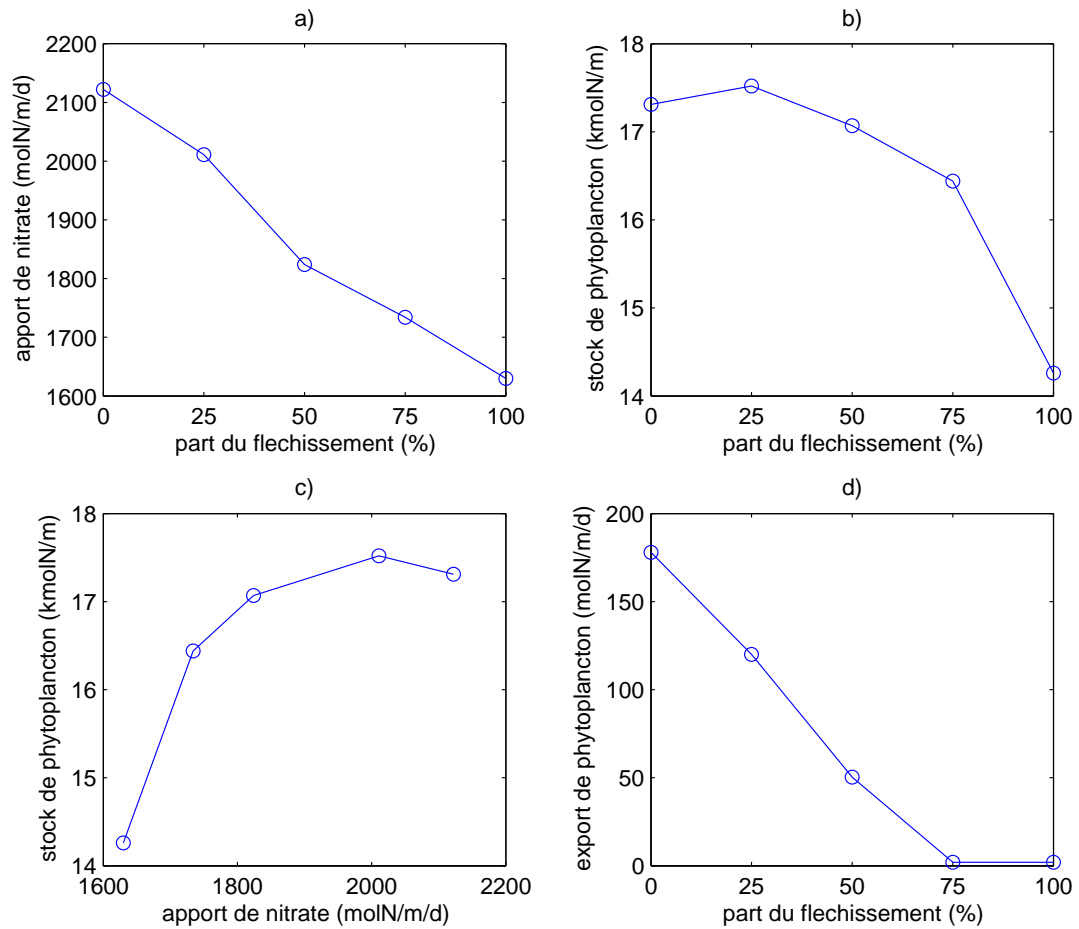 a)
2200
2100
2000
1900
1800
1700
1600
0 25 50 75 100
apport de nitrate (molN/m/d)
part du flechissement (%)
b)
18
17
16
15
14
0 25 50 75 100
stock de phytoplancton (kmolN/m)
part du flechissement (%)
c)
18
17
16
15
14
1600 1800 2000 2200
stock de phytoplancton (kmolN/m)
apport de nitrate (molN/m/d)
d)
200
150
100
50
0
0 25 50 75 100
export de phytoplancton (molN/m/d)
part du flechissement (%)